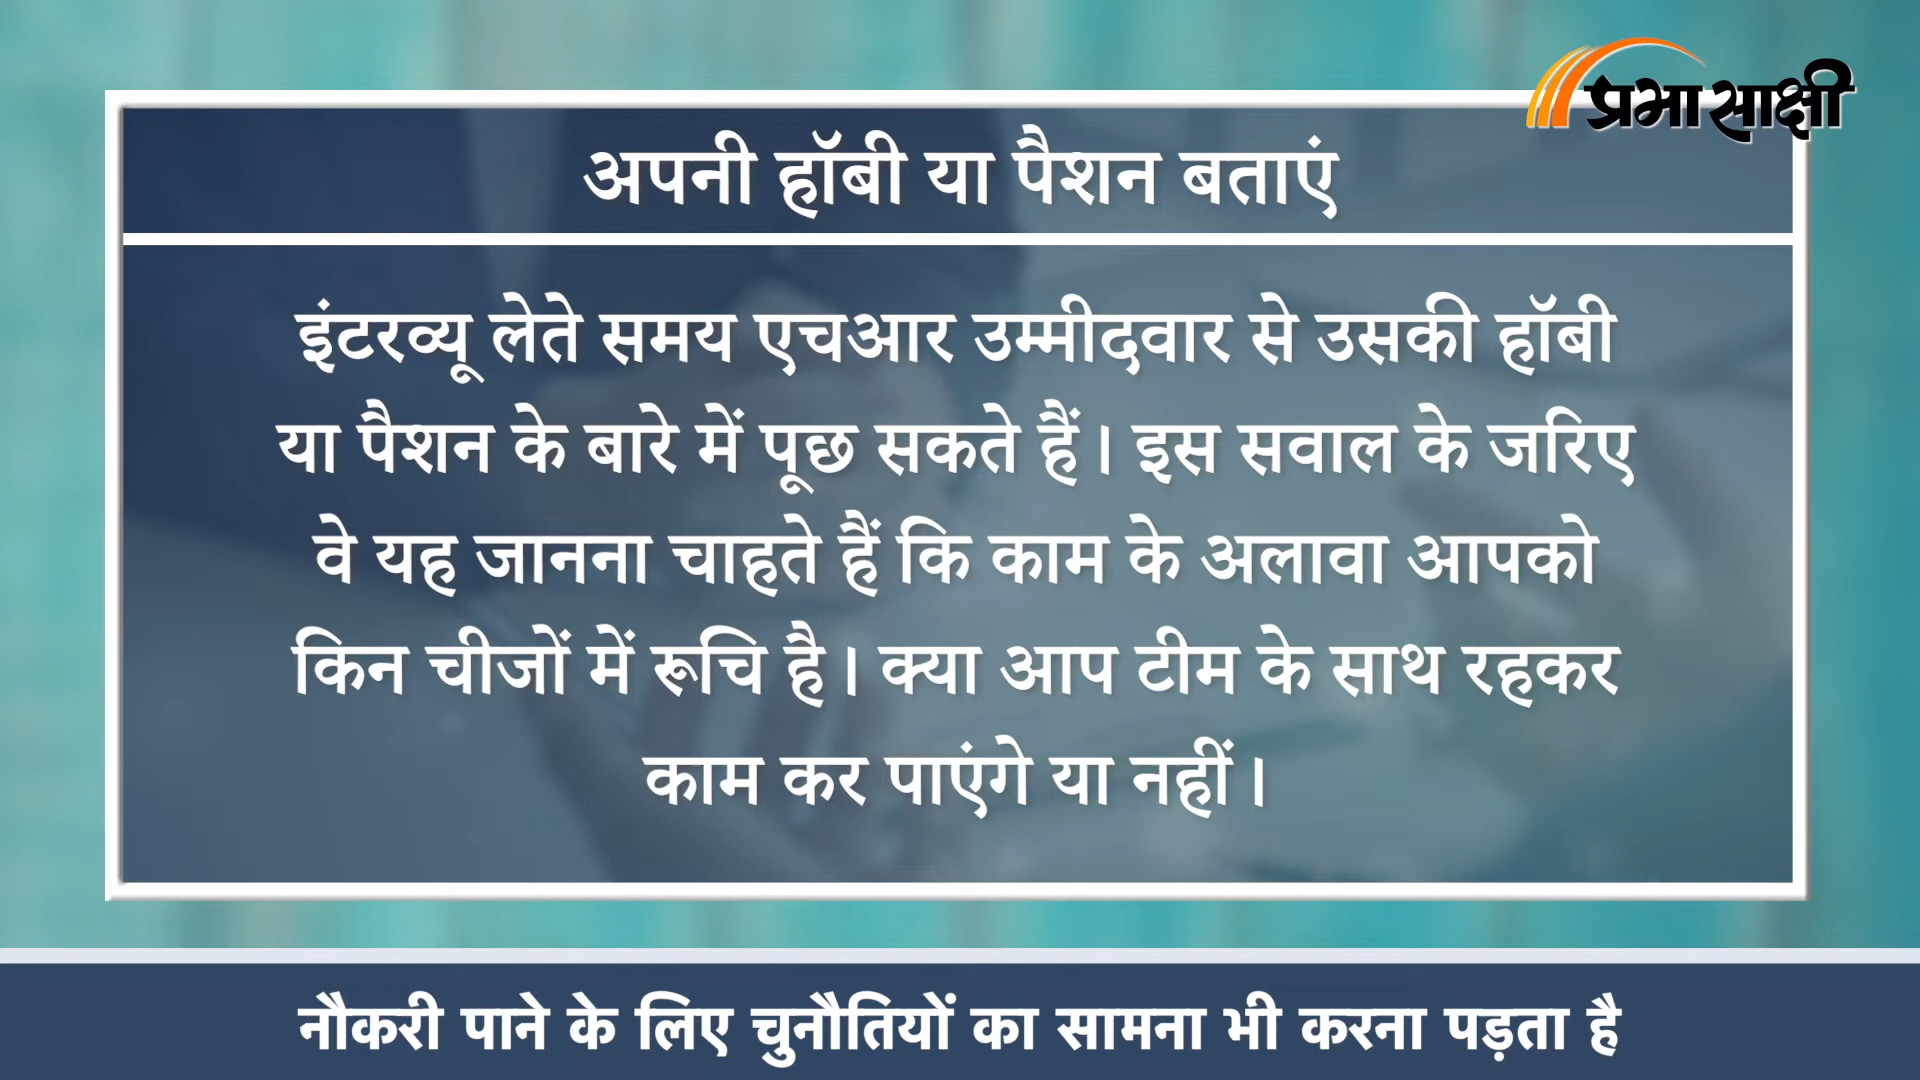 प्रभासाक्षी
अपनी हॉबी या पैशन बताएं
इंटरव्यू लेते समय एचआर उम्मीदवार से उसकी हॉबी
या पैशन के बारे में पूछ सकते हैं। इस सवाल के जरिए
वे यह जानना चाहते हैं कि काम के अलावा आपको
किन चीजों में रूचि है। क्या आप टीम के साथ रहकर
काम कर पाएंगे या नहीं।
नौकरी पाने के लिए चुनौतियों का सामना भी करना पड़ता है